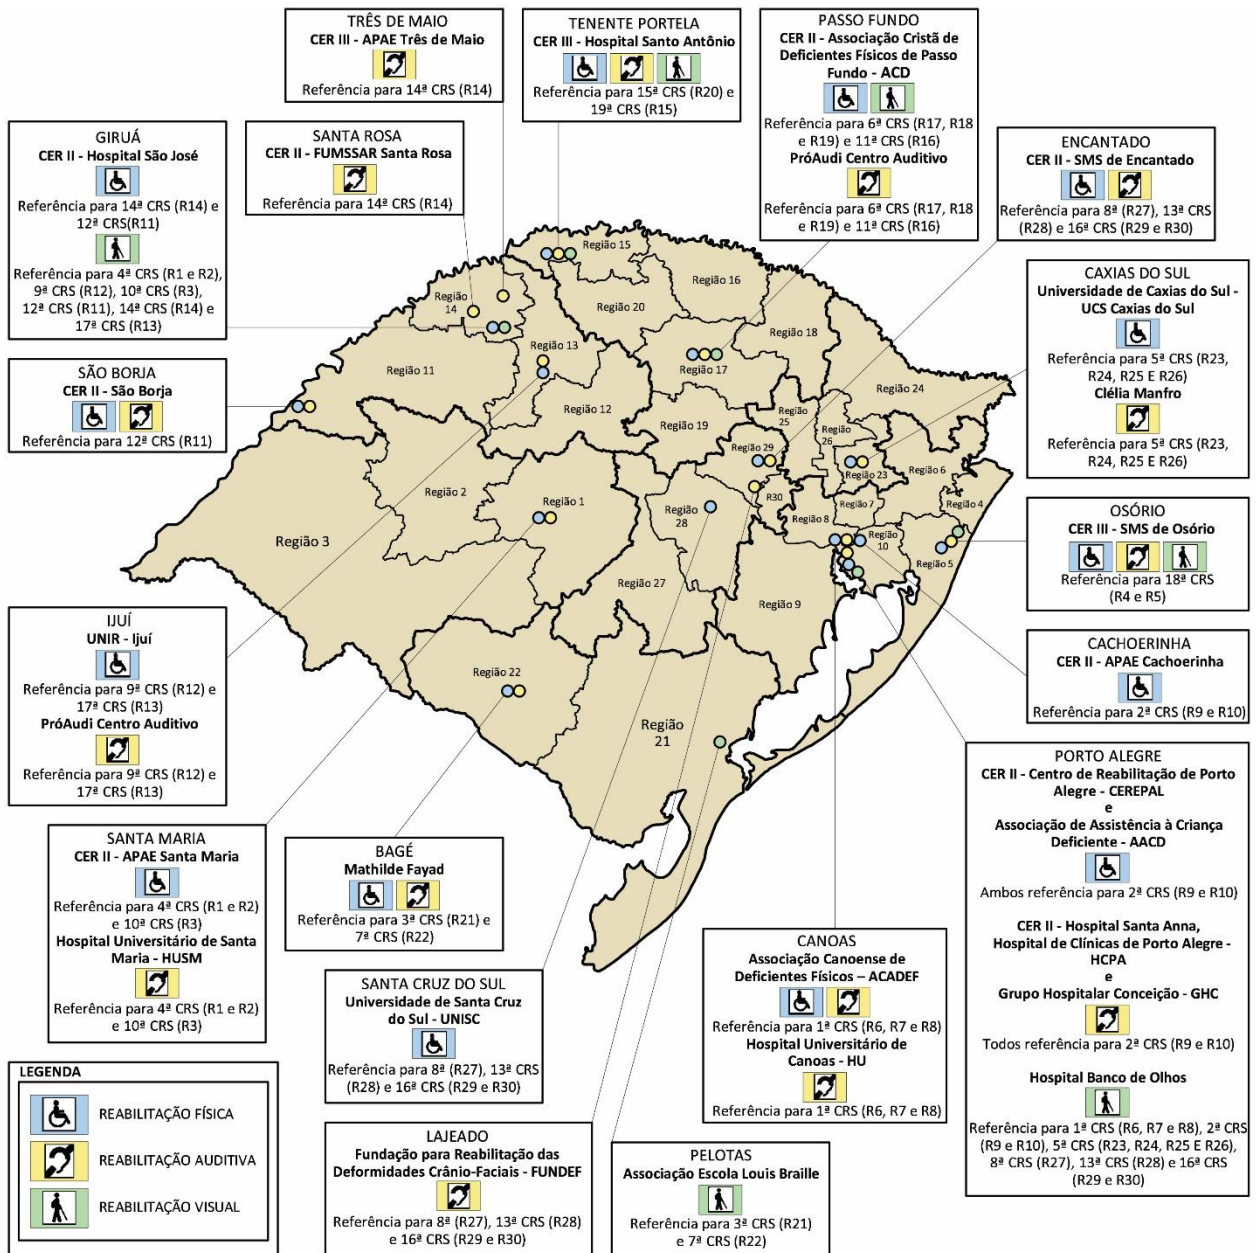 TRÊS DE MAIO
CER III - APAE Três de Maio
Referência para 14ª CRS (R14)
TENENTE PORTELA
CER III - Hospital Santo Antônio
Referência para 15ª CRS (R20) e
19ª CRS (R15)
PASSO FUNDO
CER II - Associação Cristã de
Deficientes Físicos de Passo
Fundo - ACD
Referência para 6ª CRS (R17, R18
e R19) e 11ª CRS (R16)
PróAudi Centro Auditivo
Referência para 6ª CRS (R17, R18
e R19) e 11ª CRS (R16)
GIRUÁ
CER II - Hospital São José
Referência para 14ª CRS (R14) e
12ª CRS(R11)
Referência para 4ª CRS (R1 e R2),
9ª CRS (R12), 10ª CRS (R3),
12ª CRS (R11), 14ª CRS (R14) e
17ª CRS (R13)
SANTA ROSA
CER II - FUMSSAR Santa Rosa
Referência para 14ª CRS (R14)
ENCANTADO
CER II - SMS de Encantado
Referência para 8ª (R27), 13ª CRS
(R28) e 16ª CRS (R29 e R30)
CAXIAS DO SUL
Universidade de Caxias do Sul -
UCS Caxias do Sul
Referência para 5ª CRS (R23,
R24, R25 E R26)
Clélia Manfro
Referência para 5ª CRS (R23,
R24, R25 E R26)
SÃO BORJA
CER II - São Borja
Referência para 12ª CRS (R11)
Região 15
Região 16
Região
14
Região 20
Região 18
Região 13
Região 17
Região 11
Região 24
Região 12
Região
25
Região 19
Região
26
Região 29
Região 23
Região 6
Região 2
R30
Região 4
Região 1
Região
28
Região 8
Região 7
Região 3
Região
10
Região 5
Região 27
Região 9
Região 22
Região
21
OSÓRIO
CER III - SMS de Osório
Referência para 18ª CRS
(R4 e R5)
IJUÍ
UNIR - Ijuí
Referência para 9ª CRS (R12) e
17ª CRS (R13)
PróAudi Centro Auditivo
Referência para 9ª CRS (R12) e
17ª CRS (R13)
CACHOERINHA
CER II - APAE Cachoerinha
Referência para 2ª CRS (R9 e R10)
PORTO ALEGRE
CER II - Centro de Reabilitação de Porto
Alegre - CEREPAL
e
Associação de Assistência à Criança
Deficiente - AACD
Ambos referência para 2ª CRS (R9 e R10)
CER II - Hospital Santa Anna,
Hospital de Clínicas de Porto Alegre -
HCPA
e
Grupo Hospitalar Conceição - GHC
Todos referência para 2ª CRS (R9 e R10)
Hospital Banco de Olhos
Referência para 1ª CRS (R6, R7 e R8), 2ª CRS
(R9 e R10), 5ª CRS (R23, R24, R25 E R26),
8ª CRS (R27), 13ª CRS (R28) e 16ª CRS
(R29 e R30)
SANTA MARIA
CER II - APAE Santa Maria
Referência para 4ª CRS (R1 e R2)
e 10ª CRS (R3)
Hospital Universitário de Santa
Maria - HUSM
Referência para 4ª CRS (R1 e R2)
e 10ª CRS (R3)
BAGÉ
Mathilde Fayad
Referência para 3ª CRS (R21) e
7ª CRS (R22)
CANOAS
Associação Canoense de
Deficientes Físicos – ACADEF
Referência para 1ª CRS (R6, R7 e R8)
Hospital Universitário de
Canoas - HU
Referência para 1ª CRS (R6, R7 e R8)
SANTA CRUZ DO SUL
Universidade de Santa Cruz
do Sul - UNISC
Referência para 8ª (R27), 13ª CRS
(R28) e 16ª CRS (R29 e R30)
LAJEADO
Fundação para Reabilitação das
Deformidades Crânio-Faciais - FUNDEF
Referência para 8ª (R27), 13ª CRS (R28)
e 16ª CRS (R29 e R30)
PELOTAS
Associação Escola Louis Braille
Referência para 3ª CRS (R21)
e 7ª CRS (R22)
LEGENDA
REABILITAÇÃO FÍSICA
REABILITAÇÃO AUDITIVA
REABILITAÇÃO VISUAL